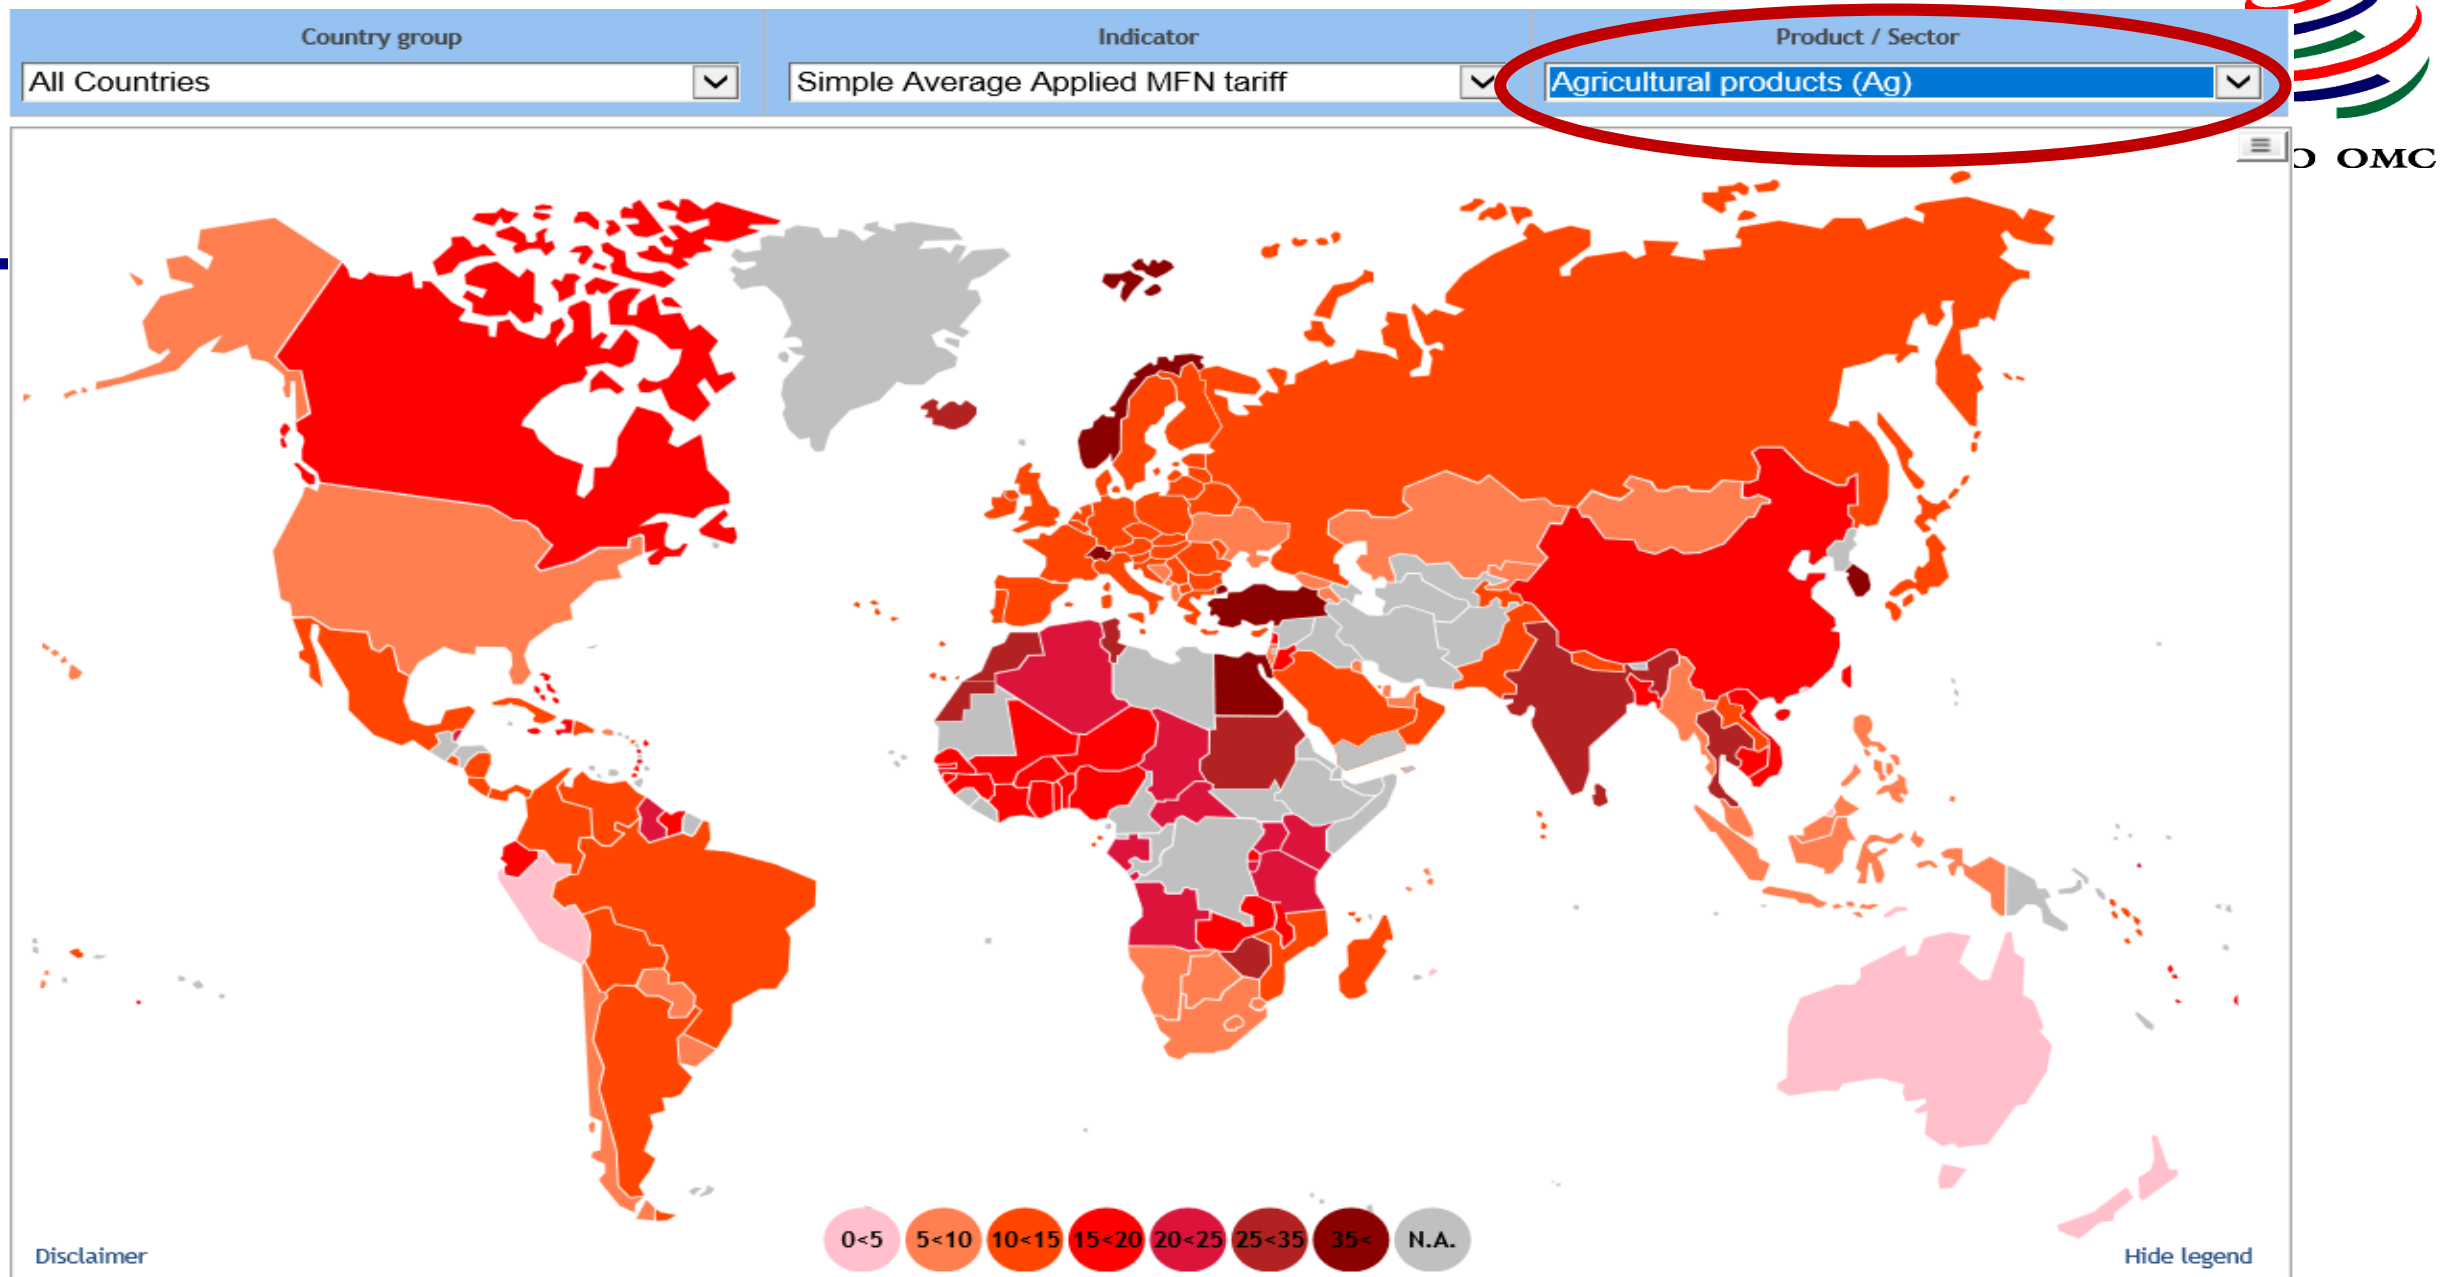 Country group
Indicator
Product / Sector
All Countries
Simple Average Applied MFN tariff
Agricultural products (Ag)
OMC
0<5
5<10
10<15
15<20
20<25
25<35
35<
N.A.
Disclaimer
Hide legend